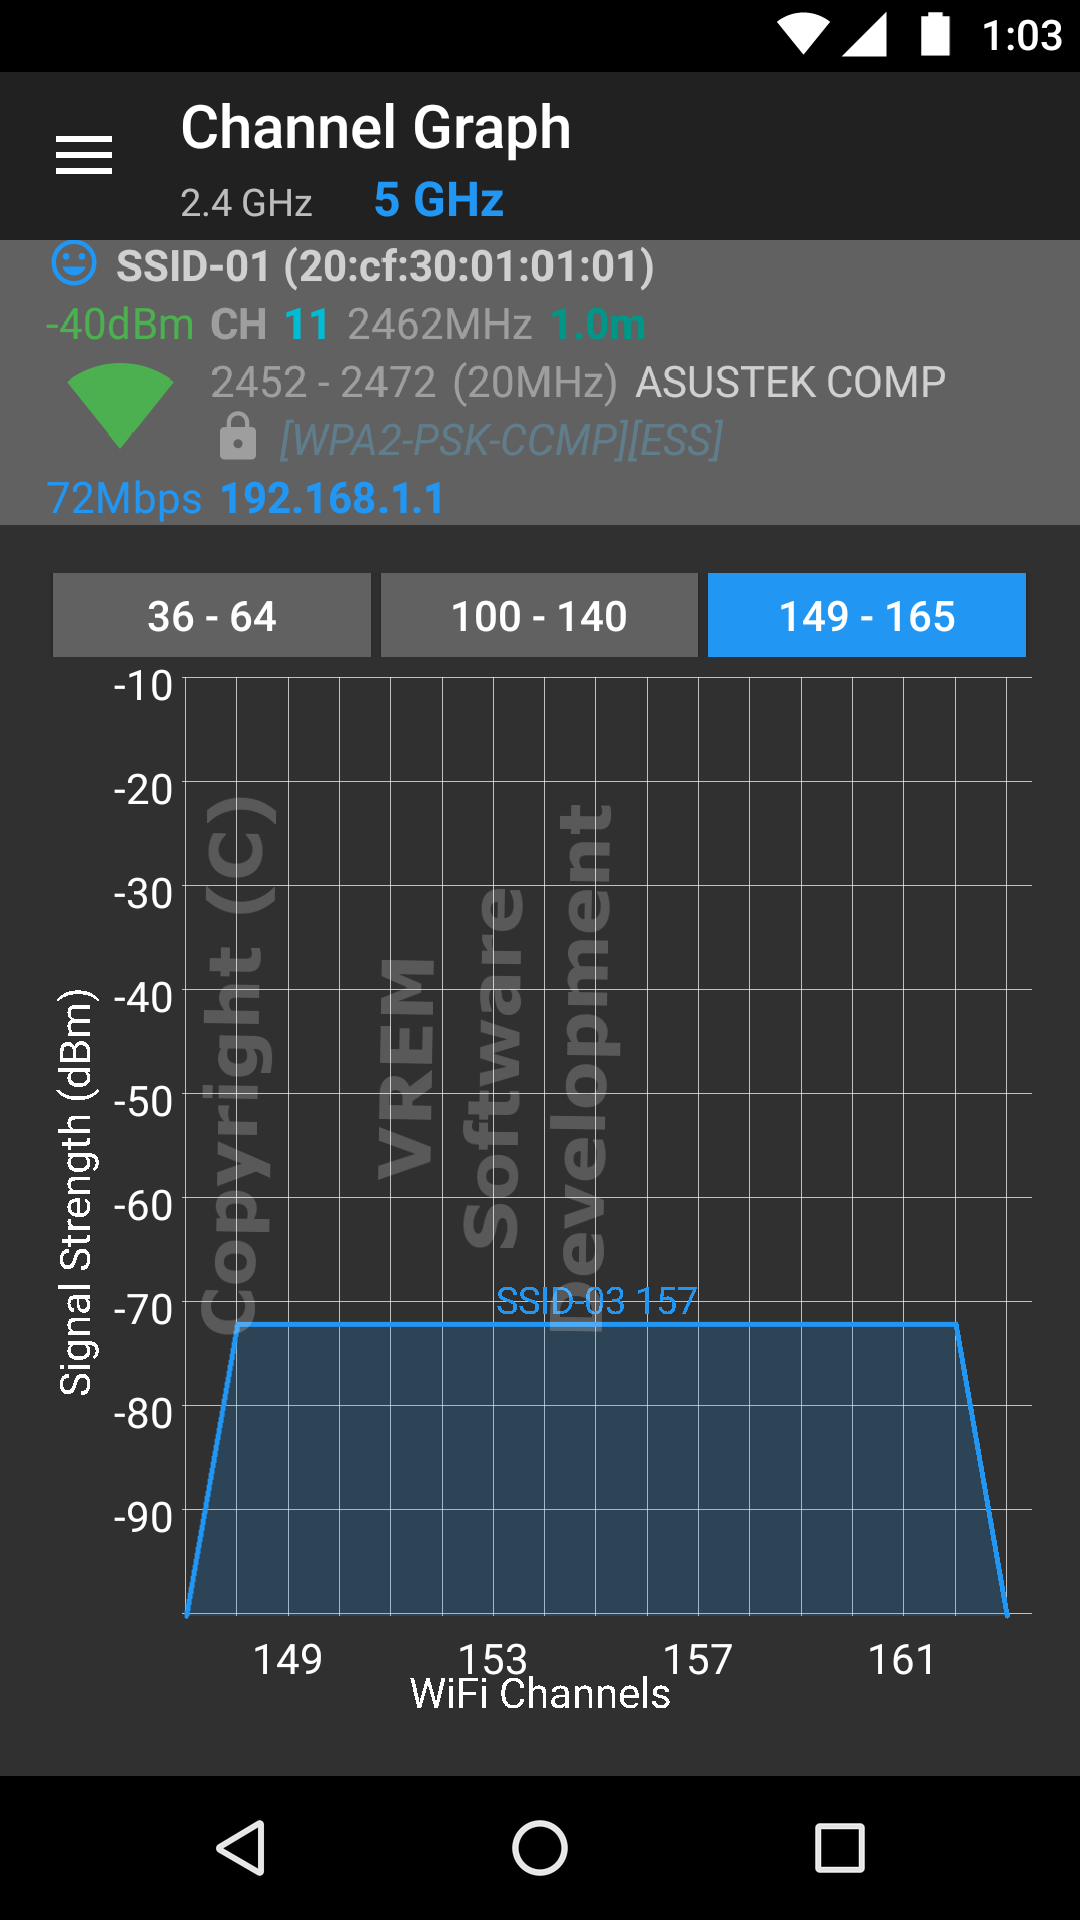 1:03
Channel Graph
2.4 GHz 5 GHz
SSID-01 (20:cf:30:01:01:01)
-40dBm CH 11 2462MHz 1.0m
2452 - 2472 (20MHz) ASUSTEK COMP
[WPA2-PSK-CCMP][ESS]
72Mbps 192.168.1.1
36 - 64 100 - 140 149 - 165
-10
-20
-30
-40
-50
-60
-70
-80
-90
Signal Strength (dBm)
Copyright (C)
VREM
Software
Development
SSID-03 157
149 153 157 161
WiFi Channels